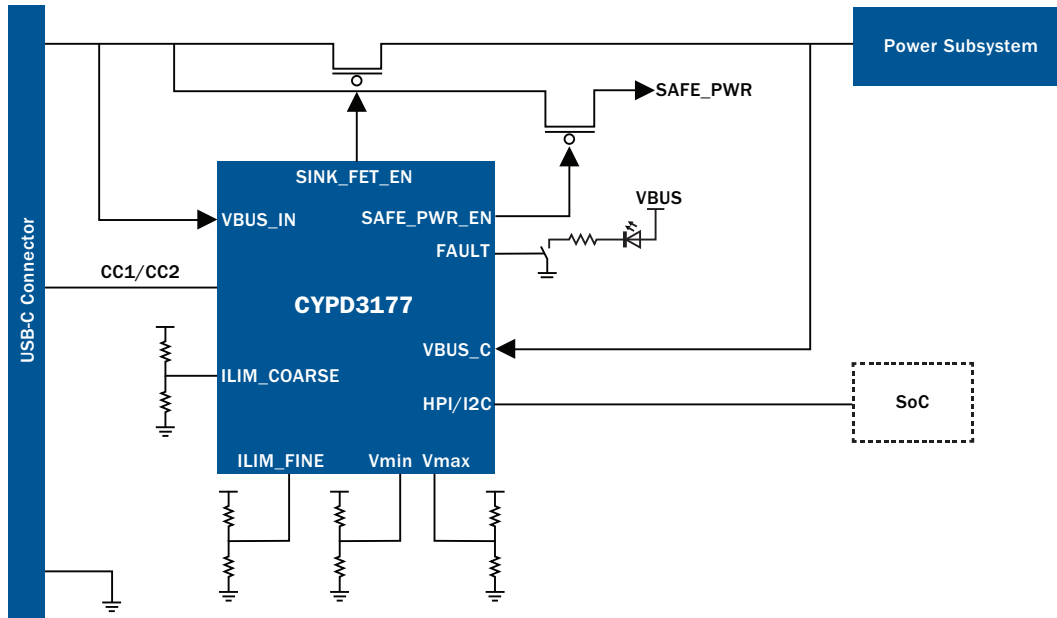 Power Subsystem
SAFE_PWR
SINK_FET_EN
VBUS
VBUS_IN
SAFE_PWR_EN
FAULT
USB-C Connector
CC1/CC2
CYPD3177
VBUS_C
ILIM_COARSE
HPI/I2C
SoC
ILIM_FINE
Vmin
Vmax